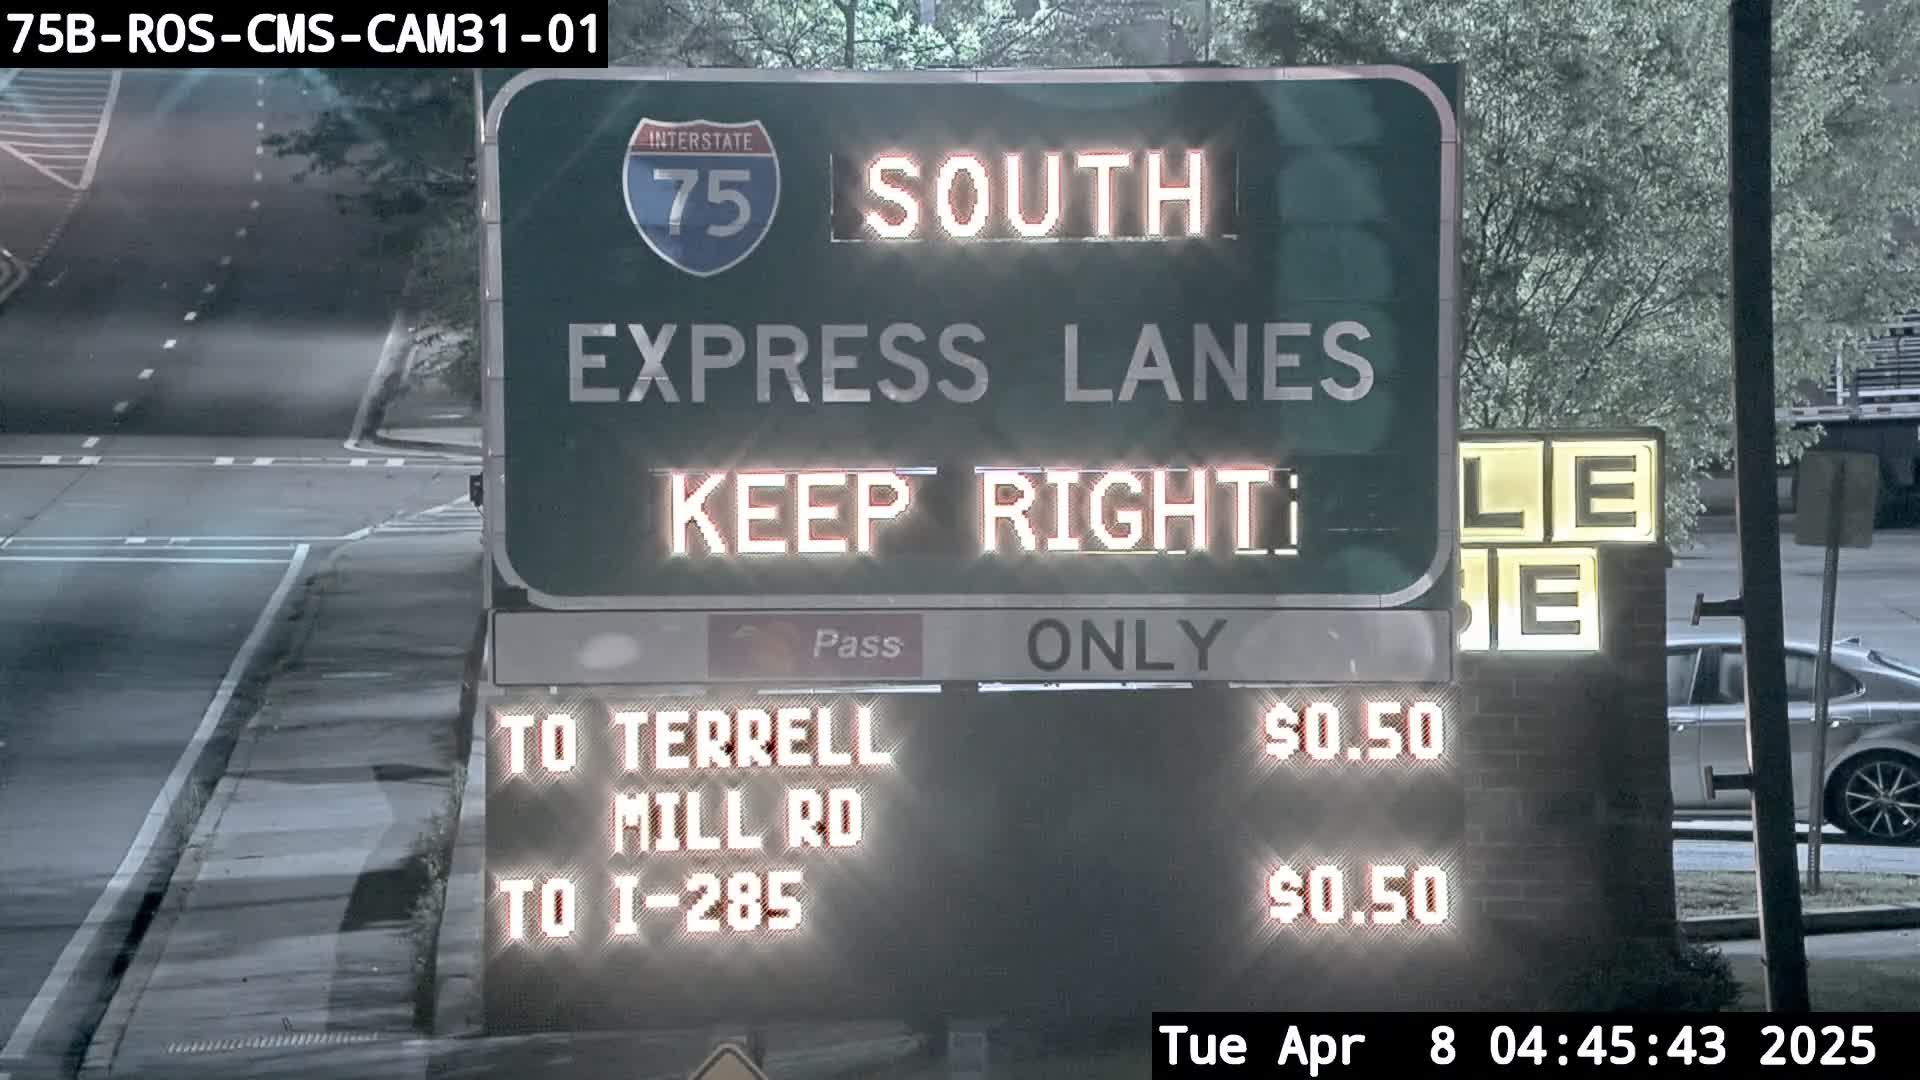 75B-ROS-CMS-CAM31-01
INTERSTATE
75
SOUTH
EXPRESS LANES
KEEP RIGHT
Pass ONLY
TO TERRELL $0.50
MILL RD
TO I-285 $0.50
LE
E
Tue Apr 8 04:45:43 2025